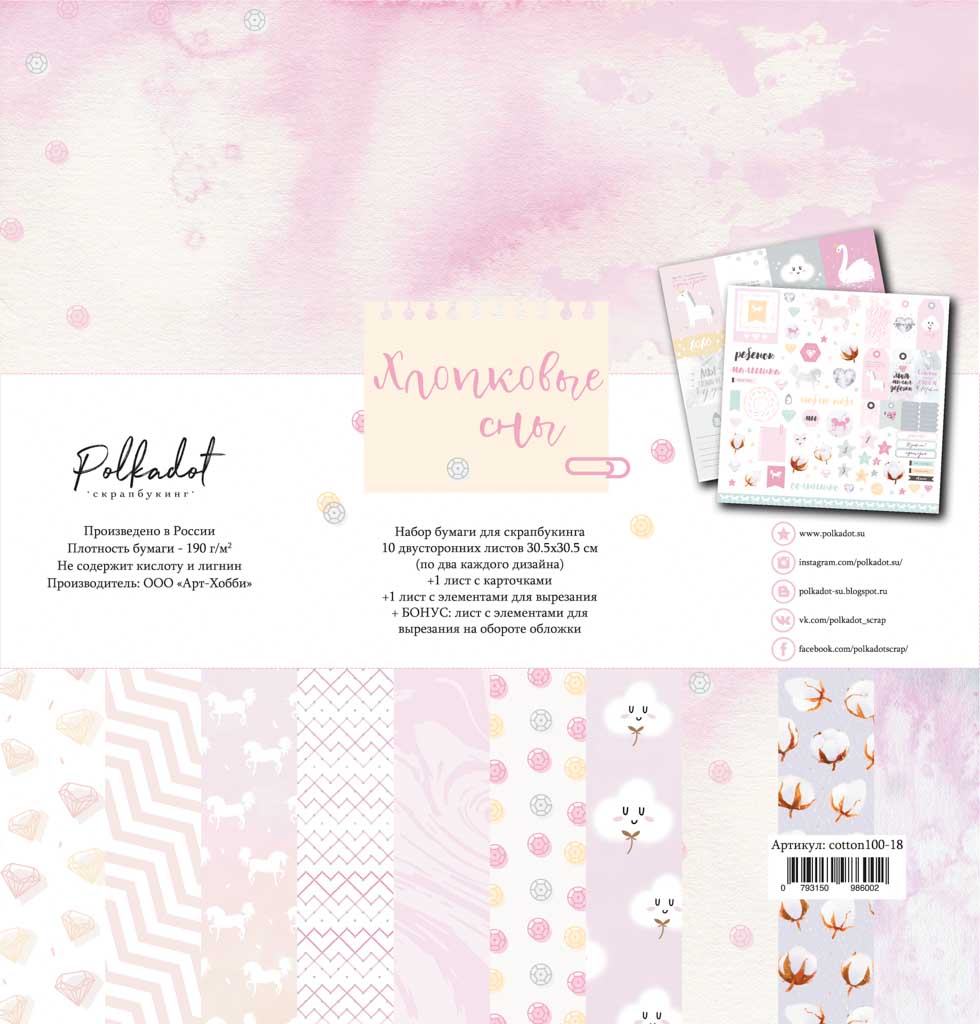 Хлопковые
сны
Polkadot
'скрапбукинг'
Произведено в России
Плотность бумаги - 190 г/м²
Не содержит кислоту и лигнин
Производитель: ООО «Арт-Хобби»
Набор бумаги для скрапбукинга
10 двусторонних листов 30.5x30.5 см
(по два каждого дизайна)
+1 лист с карточками
+1 лист с элементами для вырезания
+ БОНУС: лист с элементами для
вырезания на обороте обложки
ребенок
малышка
мы
www.polkadot.su
instagram.com/polkadot.su/
polkadot-su.blogspot.ru
vk.com/polkadot_scrap
facebook.com/polkadotscrap/
Артикул: cotton100-18
0 793150 986002